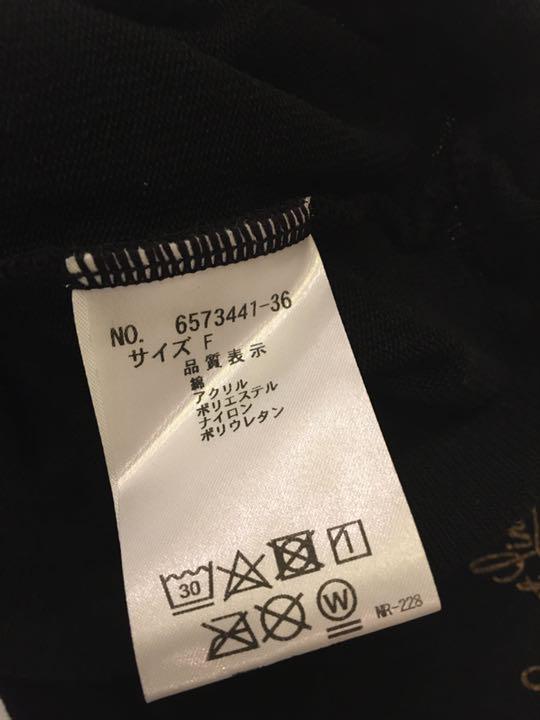 NO. 6573441-36
サイズ F
品質表示
綿
アクリル
ポリエステル
ナイロン
ポリウレタン
30
W
NR-228